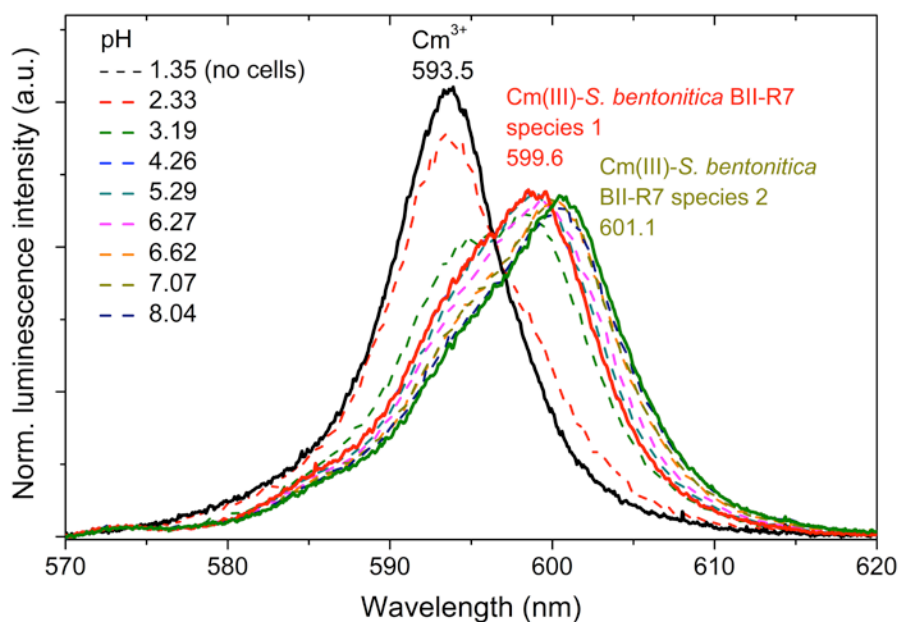 pH
1.35 (no cells)
2.33
3.19
4.26
5.29
6.27
6.62
7.07
8.04
Cm³⁺
593.5
Cm(III)-S. bentonitica BII-R7
species 1
599.6
Cm(III)-S. bentonitica
BII-R7 species 2
601.1
Norm. luminescence intensity (a.u.)
570 580 590 600 610 620
Wavelength (nm)